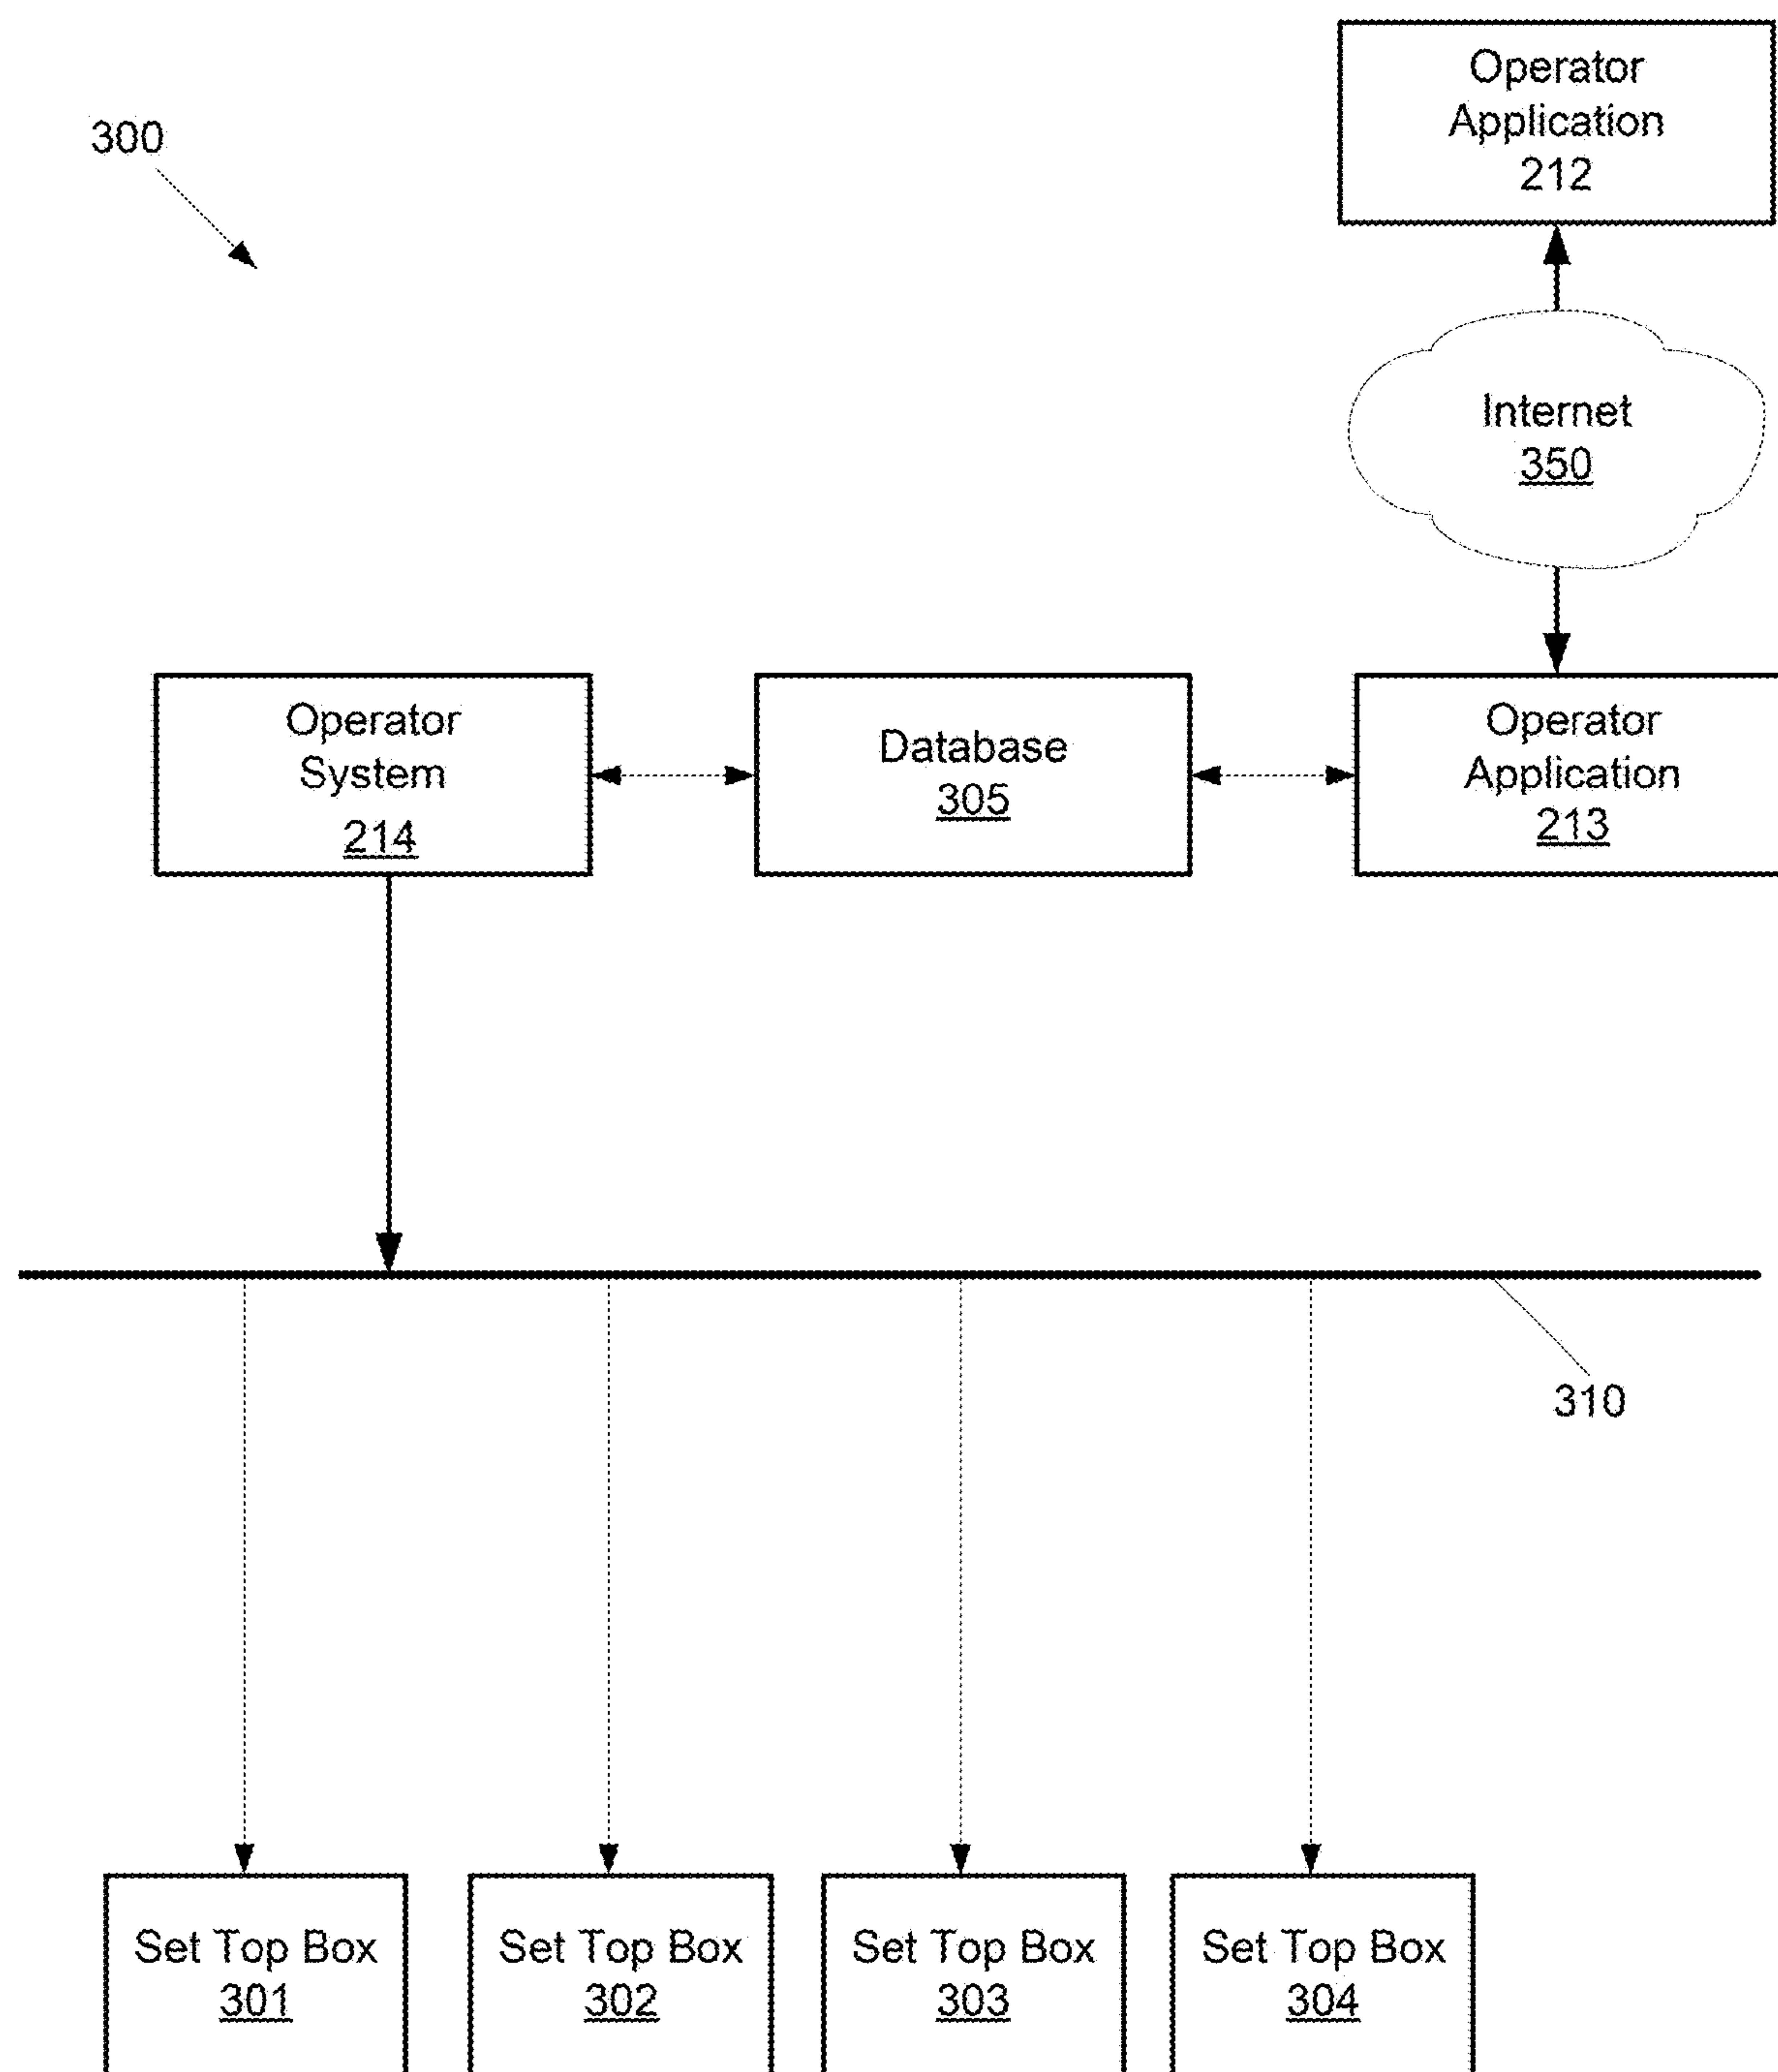 Operator
Application
212
300
Internet
350
Operator
System
214
Database
305
Operator
Application
213
310
Set Top Box
301
Set Top Box
302
Set Top Box
303
Set Top Box
304